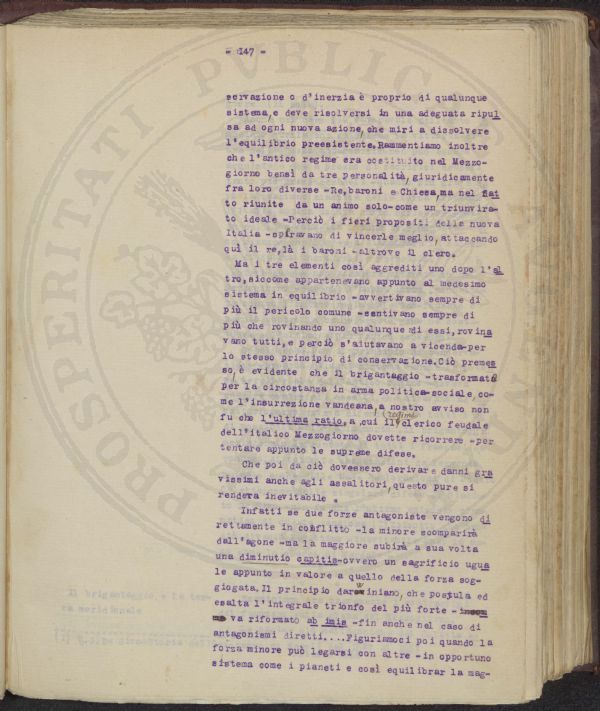 - 147 -
servazione o d'inerzia è proprio di qualunque
sistema, e deve risolversi in una adeguata ripul
sa ad ogni nuova azione, che miri a dissolvere
l'equilibrio preesistente. Rammentiamo inoltre
che l'antico regime era costituito nel Mezzo-
giorno bensì da tre personalità, giuridicamente
fra loro diverse -Re, baroni e Chiesa, ma nel fat
to riunite da un animo solo-come un triunvira-
to ideale -Perciò i fieri propositi della nuova
Italia -spiravano di vincerle meglio, attaccando
quì il re, là i baroni -altrove il clero.
Ma i tre elementi così aggrediti uno dopo l'al
tro, siccome appartenevano appunto al medesimo
sistema in equilibrio -avvertivano sempre di
più il pericolo comune -sentivano sempre di
più che rovinando uno qualunque di essi, rovina
vano tutti, e perciò s'aiutavano a vicenda-per
lo stesso principio di conservazione. Ciò premes
so, è evidente che il brigantaggio -trasformato
per la circostanza in arma politica-sociale, co-
me l'insurrezione vandeana, a nostro avviso non
fu che l'ultima ratio, a cui il (regime clerico feudale
dell'italico Mezzogiorno dovette ricorrere -per
tentare appunto le supreme difese.
Che poi da ciò dovessero derivare danni gra
vissimi anche agli assalitori, questo pure si
rendera inevitabile .
Infatti se due forze antagoniste vengono di
rettamente in conflitto -la minore scomparirà
dall'agone -ma la maggiore subirà a sua volta
una diminutio capitis-ovvero un sagrificio ugua
le appunto in valore a quello della forza sog-
giogata. Il principio darwiniano, che postula ed
esalta l'integrale trionfo del più forte -
va riformato ab imis -fin anche nel caso di
antagonismi diretti.... Figuriamoci poi quando la
forza minore può legarsi con altre -in opportuno
sistema come i pianeti e così equilibrar la mag-
PROSPERITATI PUBLIC